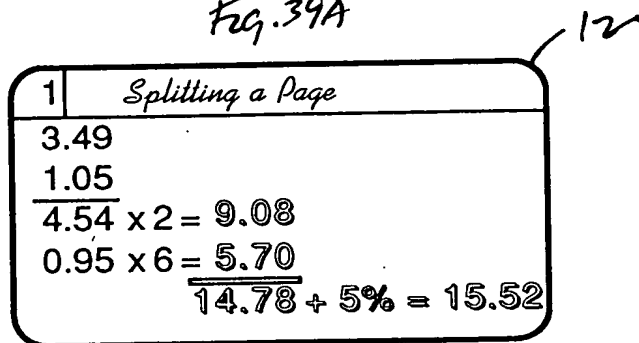 Fig. 39A
12
1 Splitting a Page
3.49
1.05
4.54 x 2 = 9.08
0.95 x 6 = 5.70
14.78 + 5% = 15.52